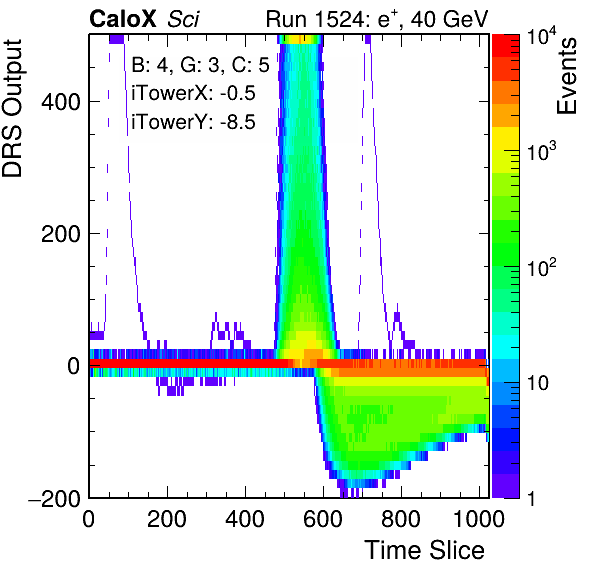 CaloX Sci Run 1524: e+, 40 GeV
B: 4, G: 3, C: 5
iTowerX: -0.5
iTowerY: -8.5
DRS Output
400
200
0
−200
0 200 400 600 800 1000
Time Slice
Events
10^4
10^3
10^2
10
1